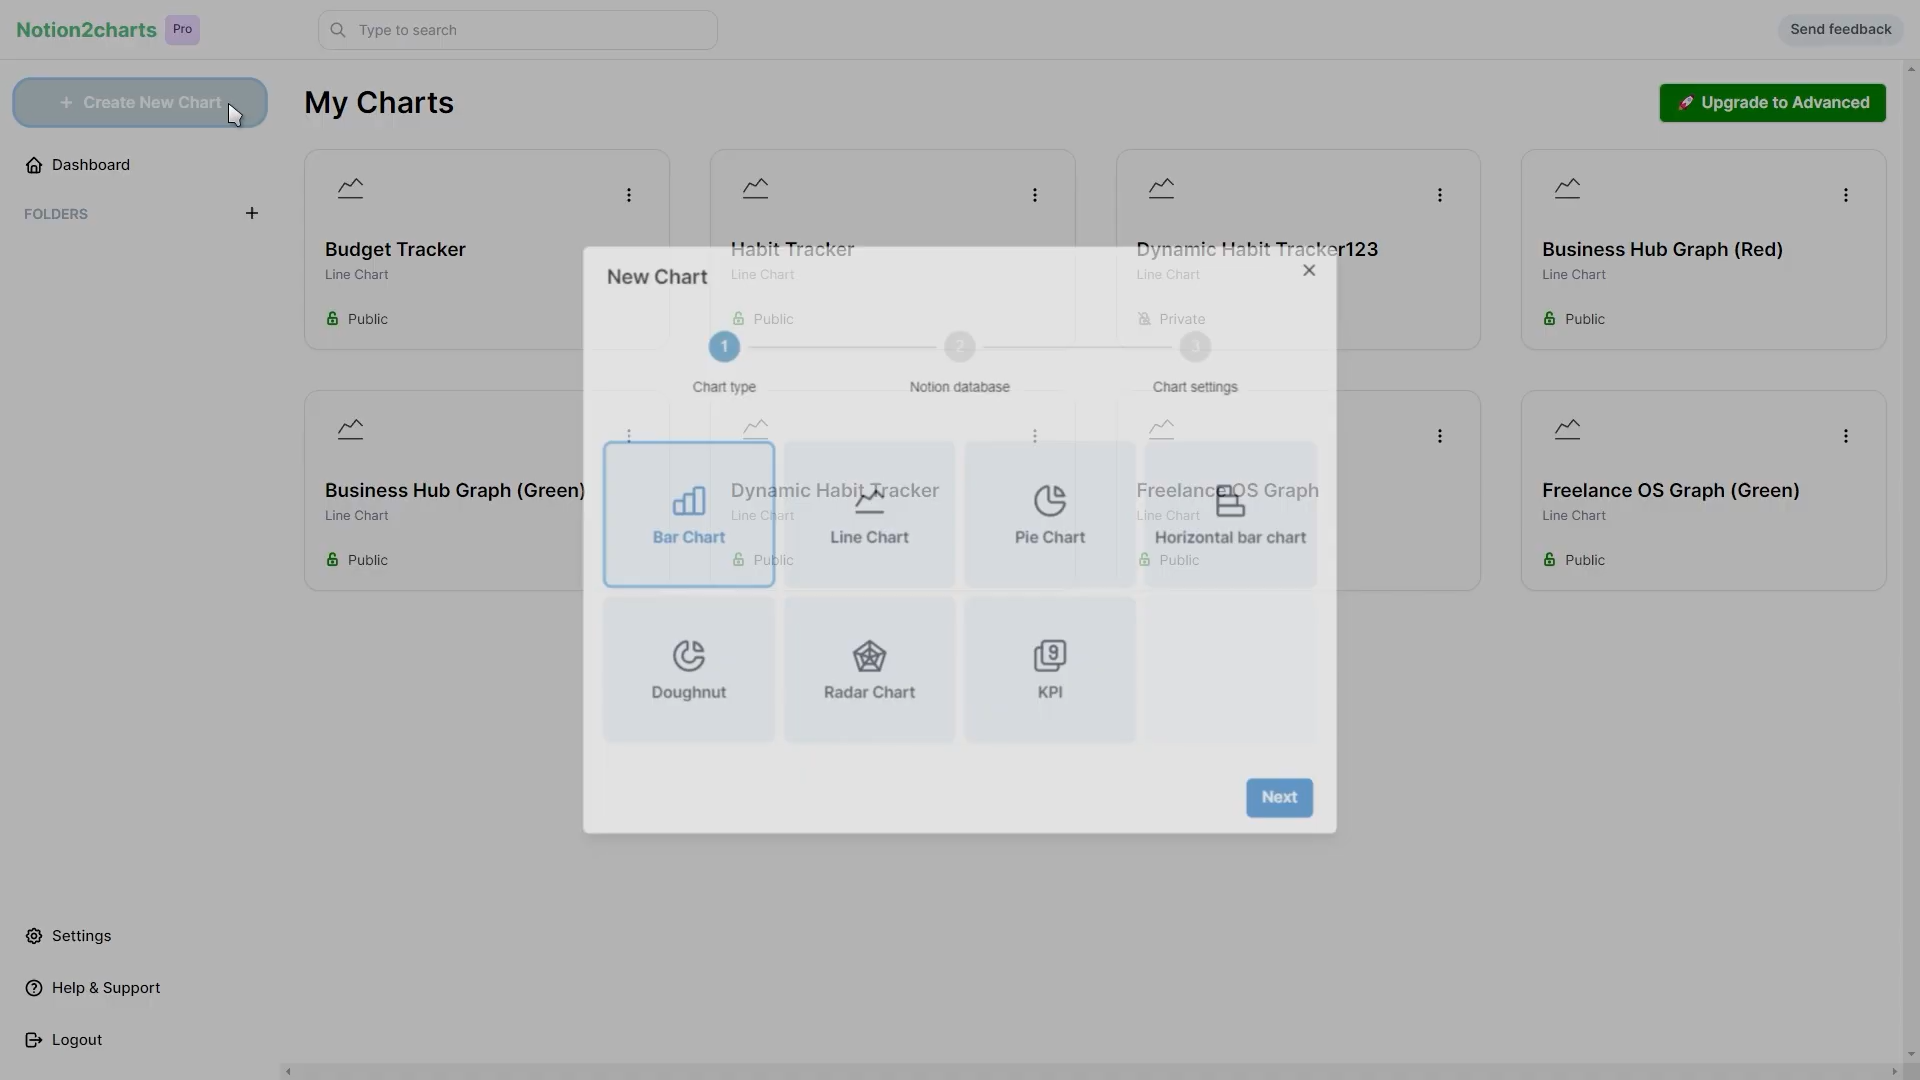 Notion2charts Pro
Type to search
Send feedback
+ Create New Chart
My Charts
Upgrade to Advanced
Dashboard
FOLDERS +
Budget Tracker
Line Chart
Public
Habit Tracker
Line Chart
Public
Dynamic Habit Tracker123
Line Chart
Private
Business Hub Graph (Red)
Line Chart
Public
Business Hub Graph (Green)
Line Chart
Public
Dynamic Habit Tracker
Line Chart
Public
Freelance OS Graph
Line Chart
Public
Freelance OS Graph (Green)
Line Chart
Public
New Chart
1
2
3
Chart type
Notion database
Chart settings
Bar Chart
Line Chart
Pie Chart
Horizontal bar chart
Doughnut
Radar Chart
9
KPI
Next
Settings
Help & Support
Logout